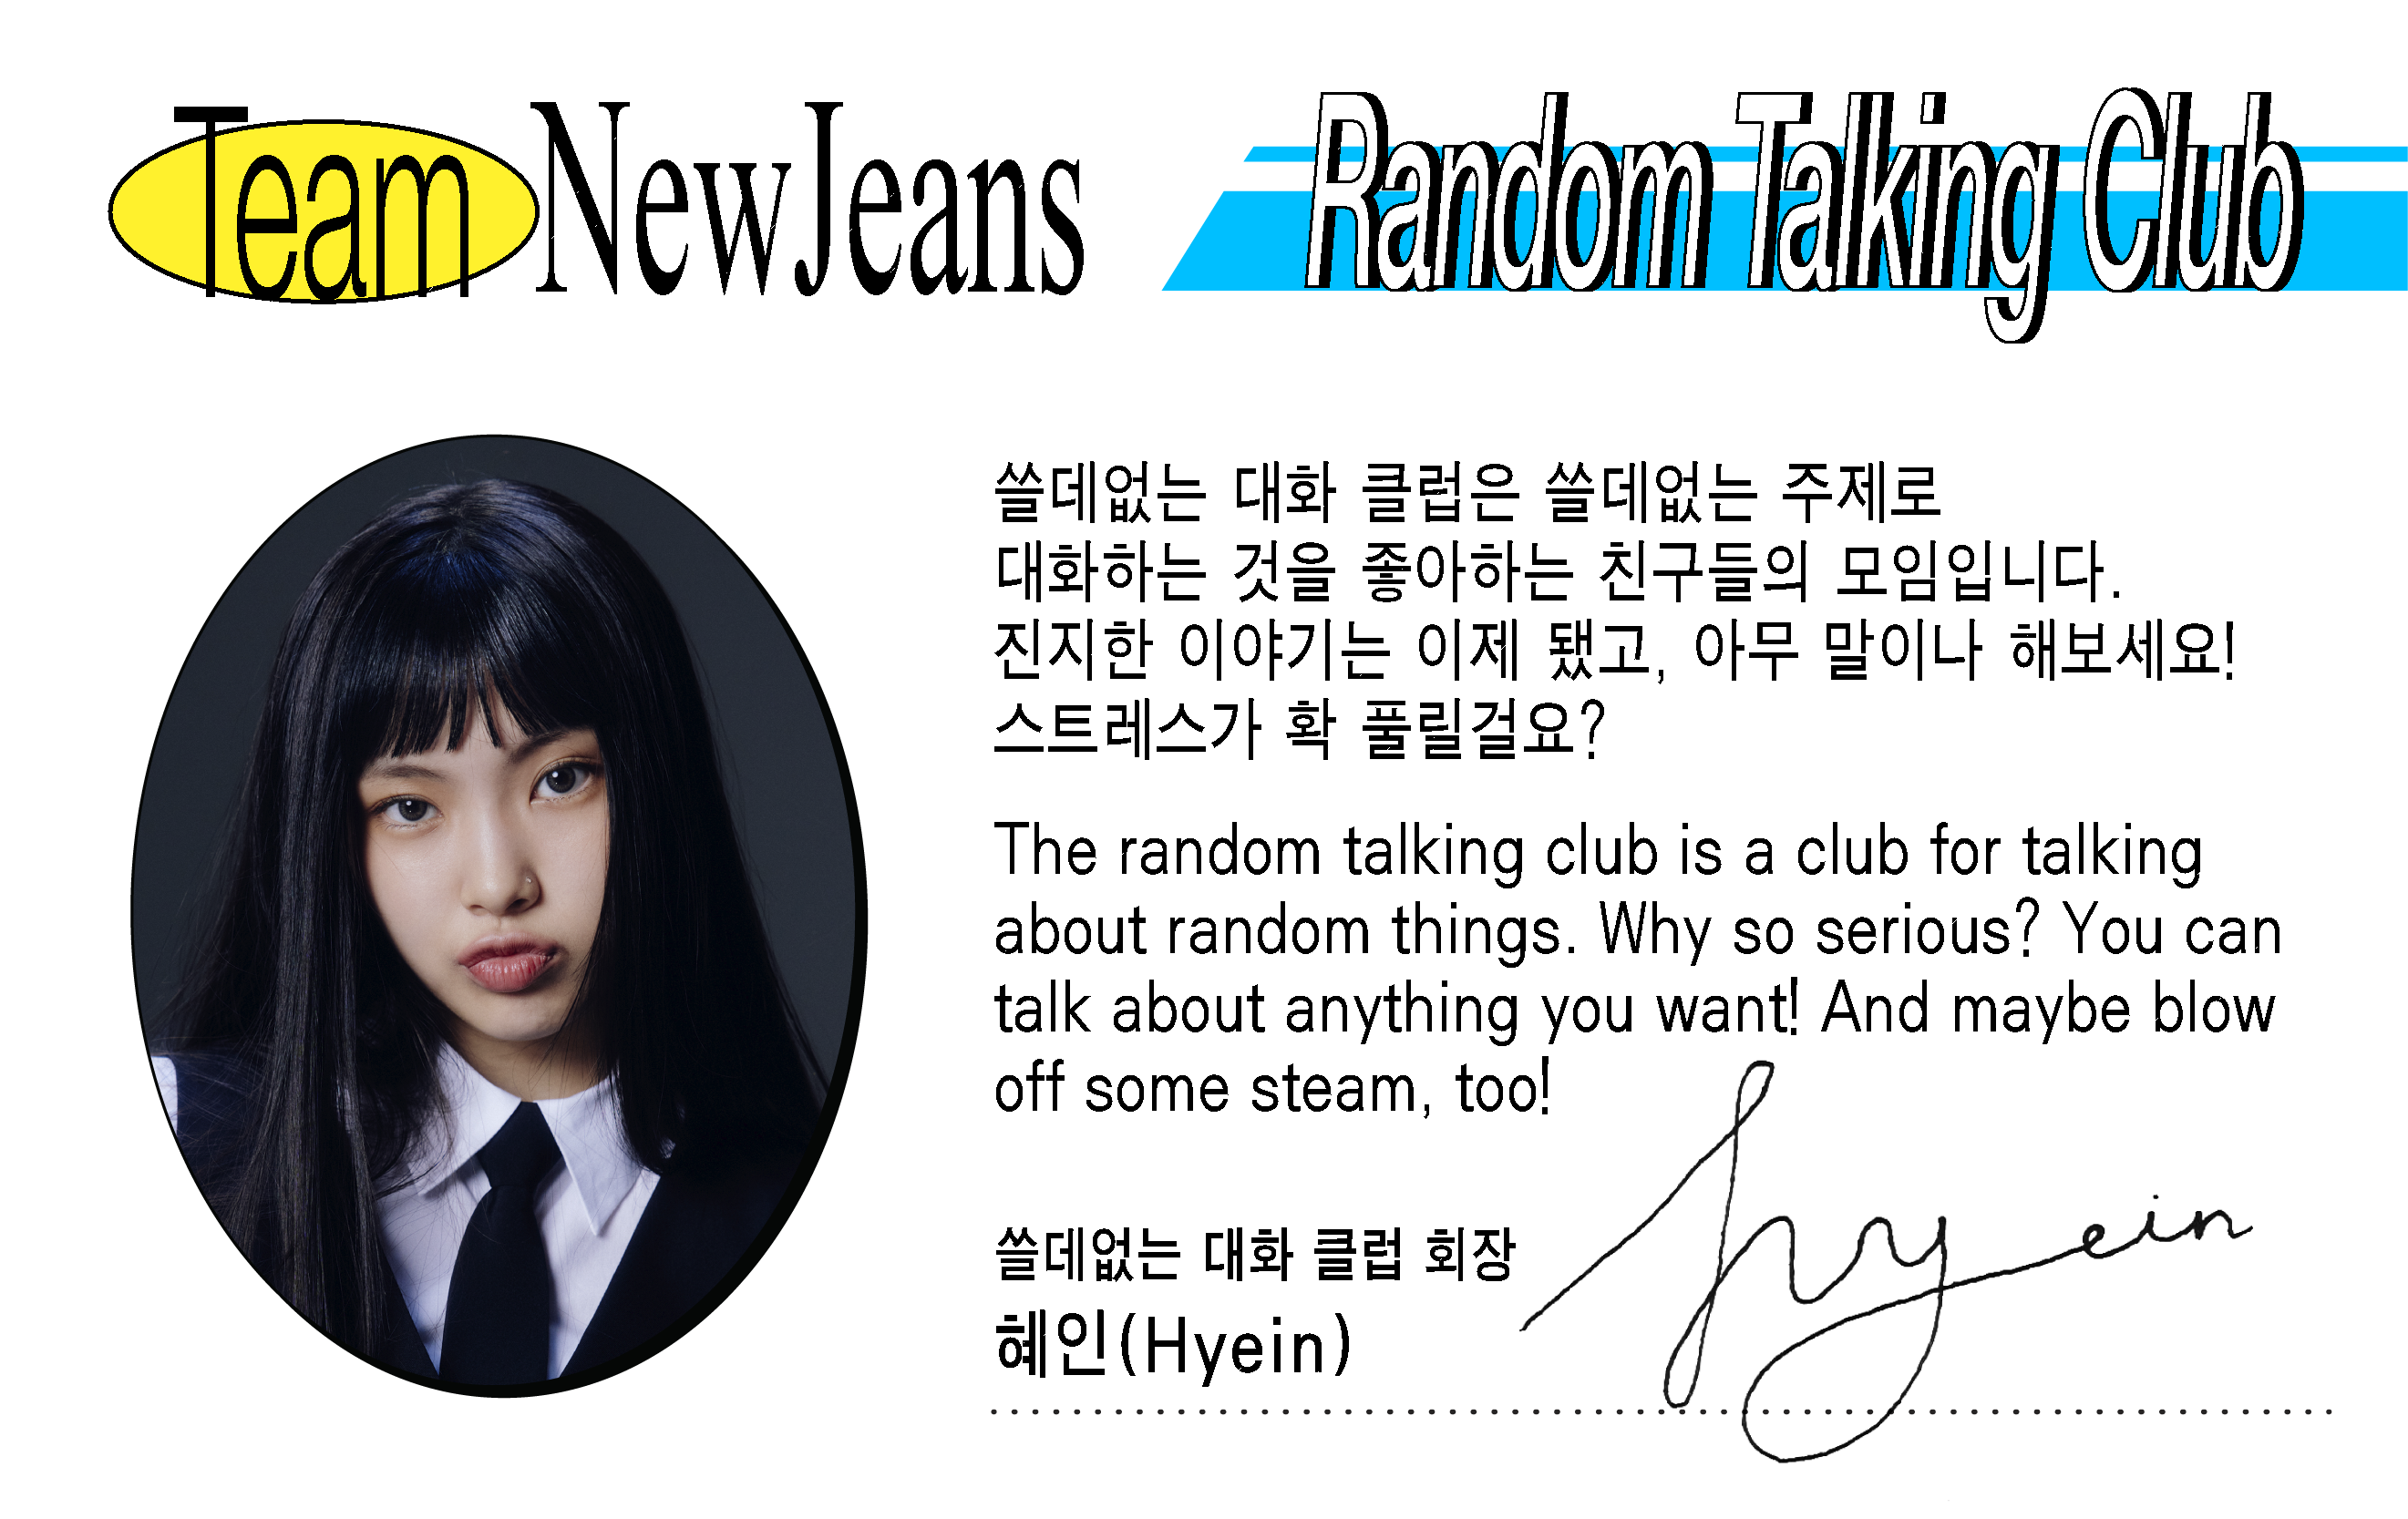 Team NewJeans
Random Talking Club
쓸데없는 대화 클럽은 쓸데없는 주제로
대화하는 것을 좋아하는 친구들의 모임입니다.
진지한 이야기는 이제 됐고, 아무 말이나 해보세요!
스트레스가 확 풀릴걸요?
The random talking club is a club for talking
about random things. Why so serious? You can
talk about anything you want! And maybe blow
off some steam, too!
쓸데없는 대화 클럽 회장
혜인(Hyein)
hyein